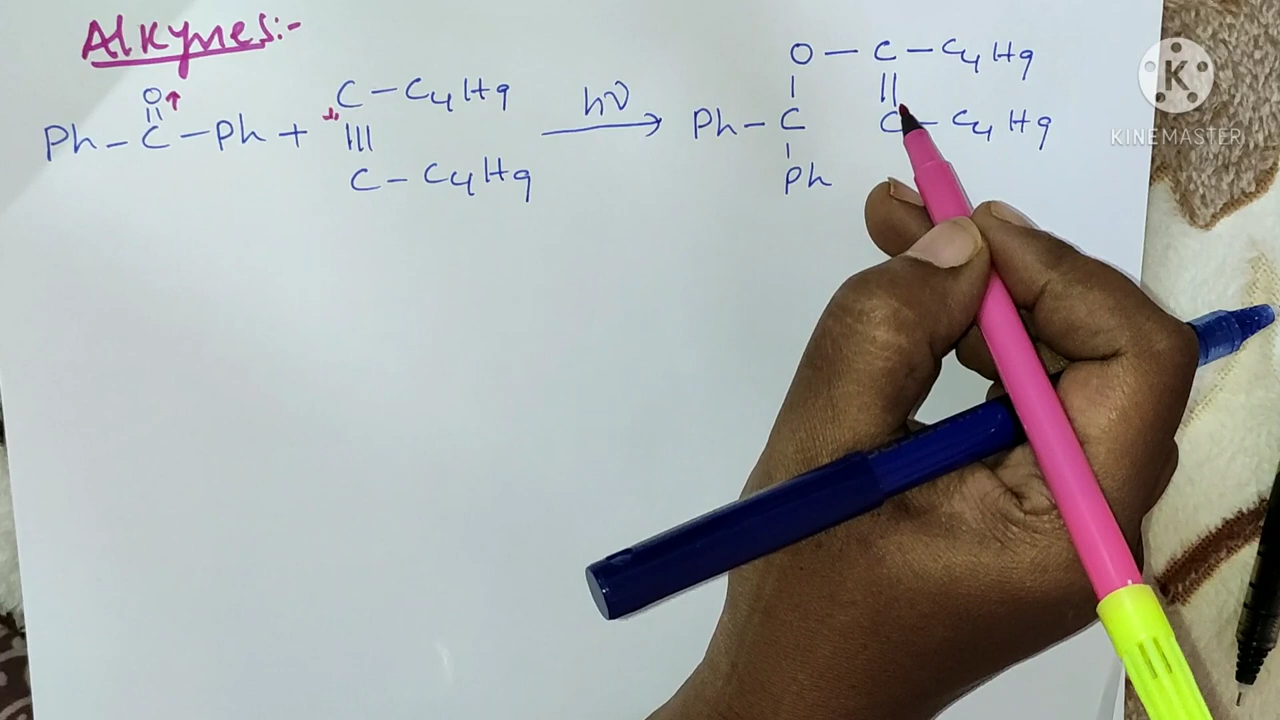 Alkynes:-
O
Ph - C - Ph + C - C4H9 hν → Ph - C C - C4H9
||| 
C - C4H9
O - C - C4H9
||
Ph
K
KINEMASTER